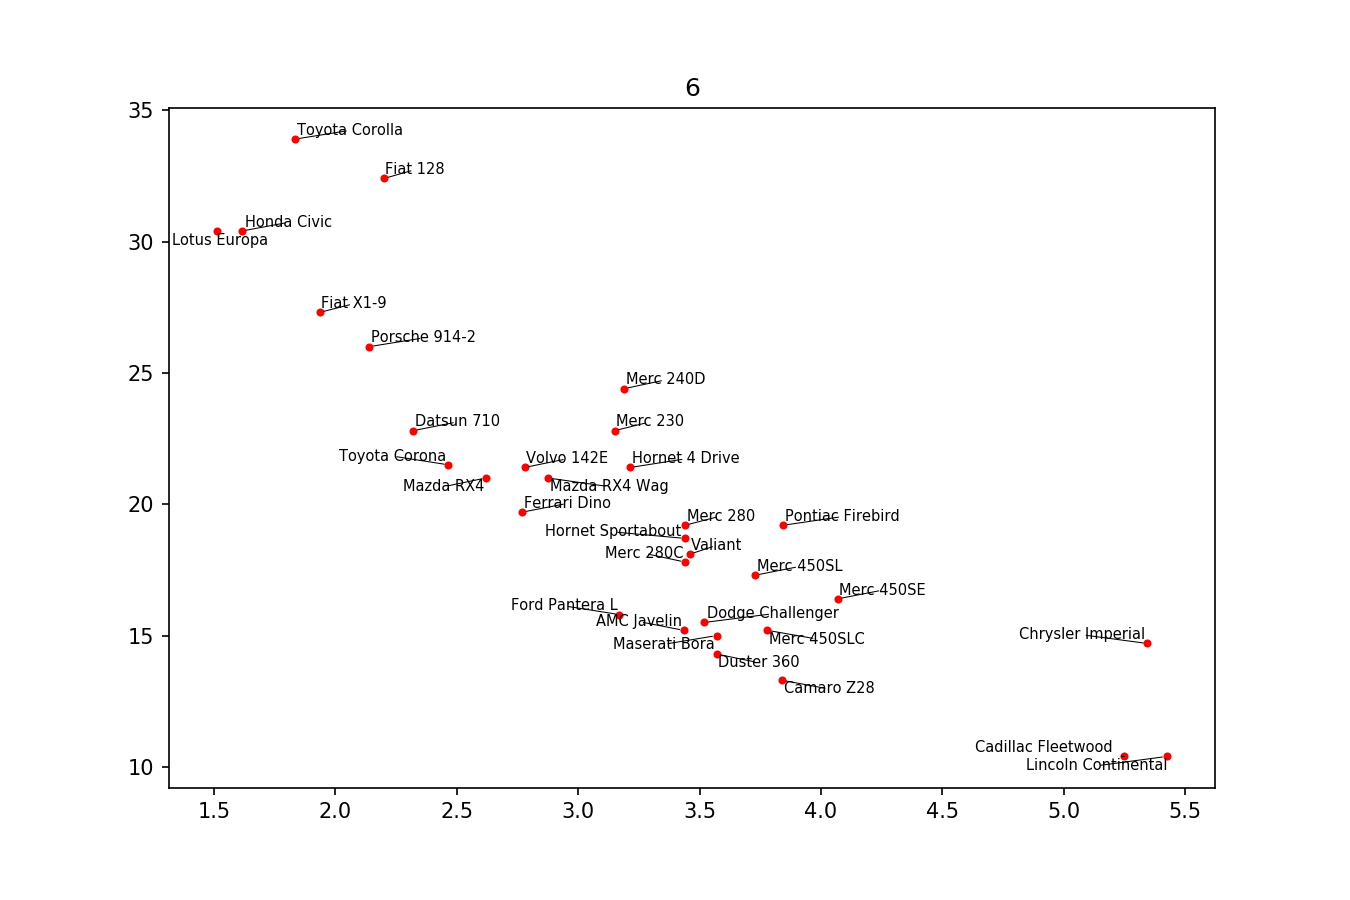 6
35
Toyota Corolla
Fiat 128
Honda Civic
30
Lotus Europa
Fiat X1-9
Porsche 914-2
25
Merc 240D
Datsun 710
Merc 230
Toyota Corona
Volvo 142E
Hornet 4 Drive
Mazda RX4
Mazda RX4 Wag
20
Ferrari Dino
Merc 280
Pontiac Firebird
Hornet Sportabout
Valiant
Merc 280C
Merc 450SL
Merc 450SE
Ford Pantera L
Dodge Challenger
AMC Javelin
15
Chrysler Imperial
Merc 450SLC
Maserati Bora
Duster 360
Camaro Z28
Cadillac Fleetwood
10
Lincoln Continental
1.5 2.0 2.5 3.0 3.5 4.0 4.5 5.0 5.5